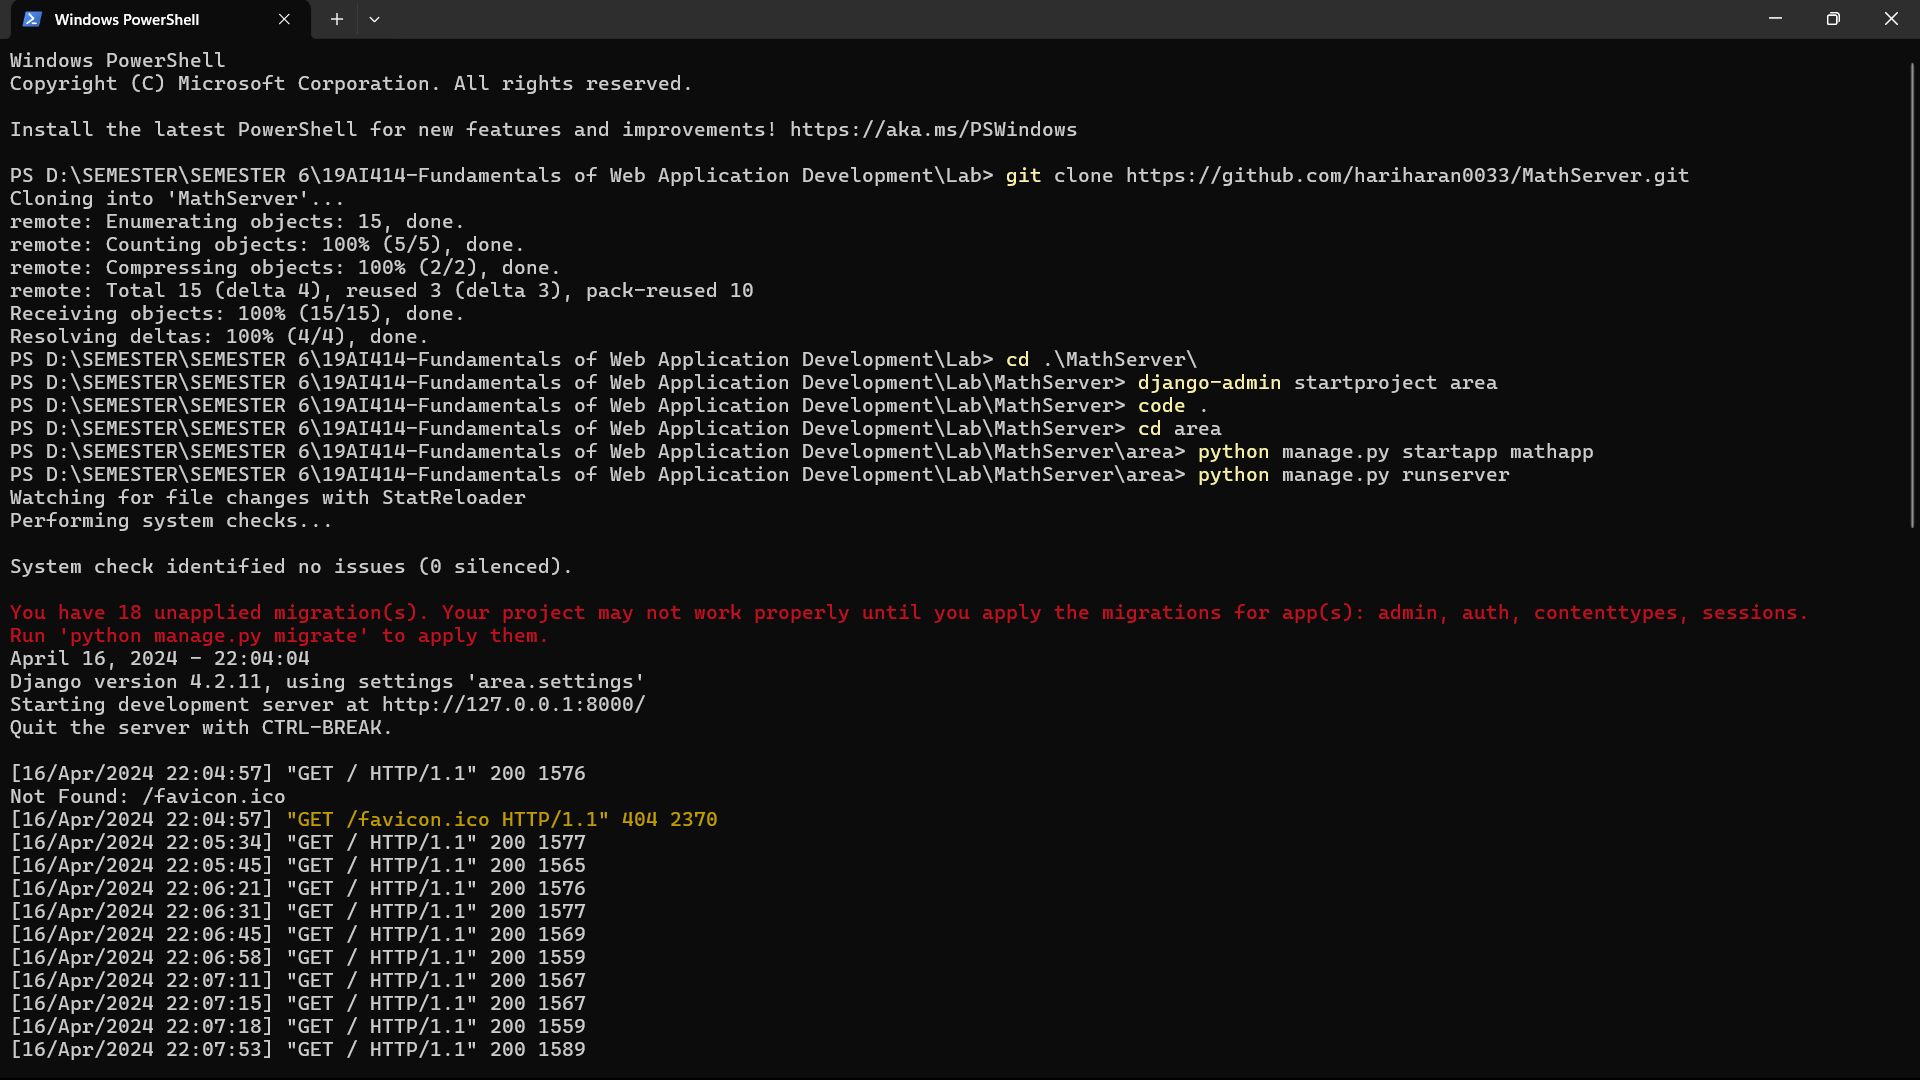 Windows PowerShell
Windows PowerShell
Copyright (C) Microsoft Corporation. All rights reserved.
Install the latest PowerShell for new features and improvements! https://aka.ms/PSWindows
PS D:\SEMESTER\SEMESTER 6\19AI414-Fundamentals of Web Application Development\Lab> git clone https://github.com/hariharan0033/MathServer.git
Cloning into 'MathServer'...
remote: Enumerating objects: 15, done.
remote: Counting objects: 100% (5/5), done.
remote: Compressing objects: 100% (2/2), done.
remote: Total 15 (delta 4), reused 3 (delta 3), pack-reused 10
Receiving objects: 100% (15/15), done.
Resolving deltas: 100% (4/4), done.
PS D:\SEMESTER\SEMESTER 6\19AI414-Fundamentals of Web Application Development\Lab> cd .\MathServer\
PS D:\SEMESTER\SEMESTER 6\19AI414-Fundamentals of Web Application Development\Lab\MathServer> django-admin startproject area
PS D:\SEMESTER\SEMESTER 6\19AI414-Fundamentals of Web Application Development\Lab\MathServer> code .
PS D:\SEMESTER\SEMESTER 6\19AI414-Fundamentals of Web Application Development\Lab\MathServer> cd area
PS D:\SEMESTER\SEMESTER 6\19AI414-Fundamentals of Web Application Development\Lab\MathServer\area> python manage.py startapp mathapp
PS D:\SEMESTER\SEMESTER 6\19AI414-Fundamentals of Web Application Development\Lab\MathServer\area> python manage.py runserver
Watching for file changes with StatReloader
Performing system checks...
System check identified no issues (0 silenced).
You have 18 unapplied migration(s). Your project may not work properly until you apply the migrations for app(s): admin, auth, contenttypes, sessions.
Run 'python manage.py migrate' to apply them.
April 16, 2024 - 22:04:04
Django version 4.2.11, using settings 'area.settings'
Starting development server at http://127.0.0.1:8000/
Quit the server with CTRL-BREAK.
[16/Apr/2024 22:04:57] "GET / HTTP/1.1" 200 1576
Not Found: /favicon.ico
[16/Apr/2024 22:04:57] "GET /favicon.ico HTTP/1.1" 404 2370
[16/Apr/2024 22:05:34] "GET / HTTP/1.1" 200 1577
[16/Apr/2024 22:05:45] "GET / HTTP/1.1" 200 1565
[16/Apr/2024 22:06:21] "GET / HTTP/1.1" 200 1576
[16/Apr/2024 22:06:31] "GET / HTTP/1.1" 200 1577
[16/Apr/2024 22:06:45] "GET / HTTP/1.1" 200 1569
[16/Apr/2024 22:06:58] "GET / HTTP/1.1" 200 1559
[16/Apr/2024 22:07:11] "GET / HTTP/1.1" 200 1567
[16/Apr/2024 22:07:15] "GET / HTTP/1.1" 200 1567
[16/Apr/2024 22:07:18] "GET / HTTP/1.1" 200 1559
[16/Apr/2024 22:07:53] "GET / HTTP/1.1" 200 1589